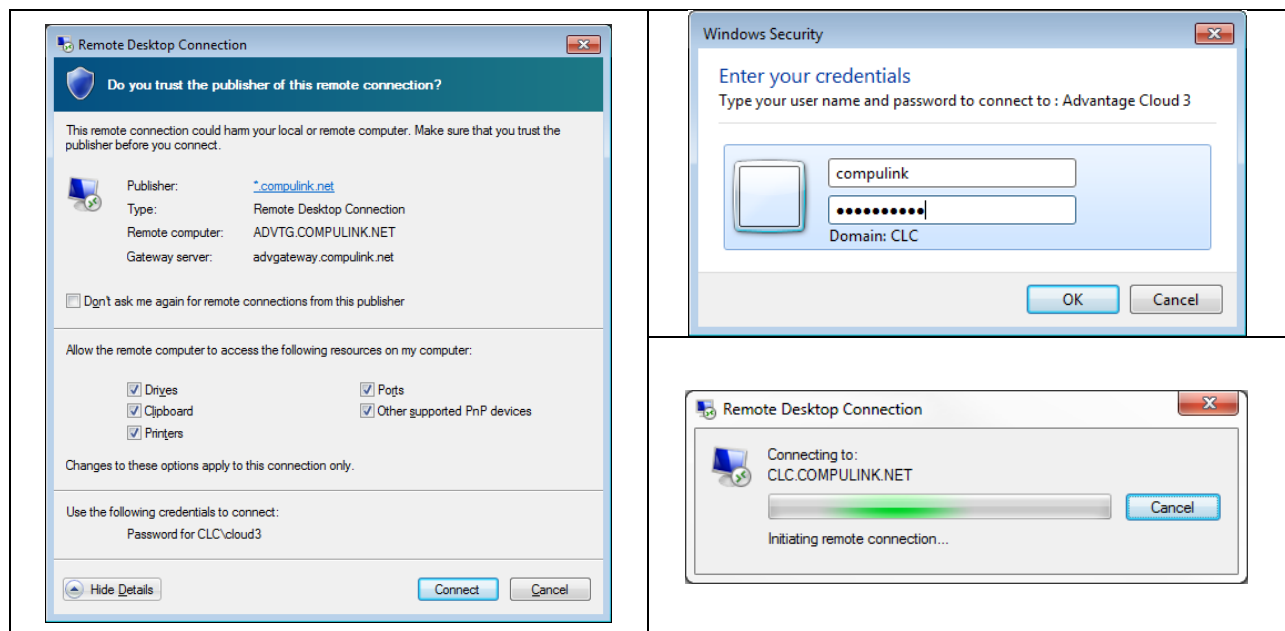 Remote Desktop Connection
Do you trust the publisher of this remote connection?
This remote connection could harm your local or remote computer. Make sure that you trust the
publisher before you connect.
Publisher: *.compulink.net
Type: Remote Desktop Connection
Remote computer: ADVTG.COMPULINK.NET
Gateway server: advgateway.compulink.net
Don't ask me again for remote connections from this publisher
Allow the remote computer to access the following resources on my computer:
Drives Ports
Clipboard Other supported PnP devices
Printers
Changes to these options apply to this connection only.
Use the following credentials to connect:
Password for CLC\cloud3
Hide Details Connect Cancel
Windows Security
Enter your credentials
Type your user name and password to connect to : Advantage Cloud 3
compulink
●●●●●●●●●●
Domain: CLC
OK Cancel
Remote Desktop Connection
Connecting to:
CLC.COMPULINK.NET
Cancel
Initiating remote connection...